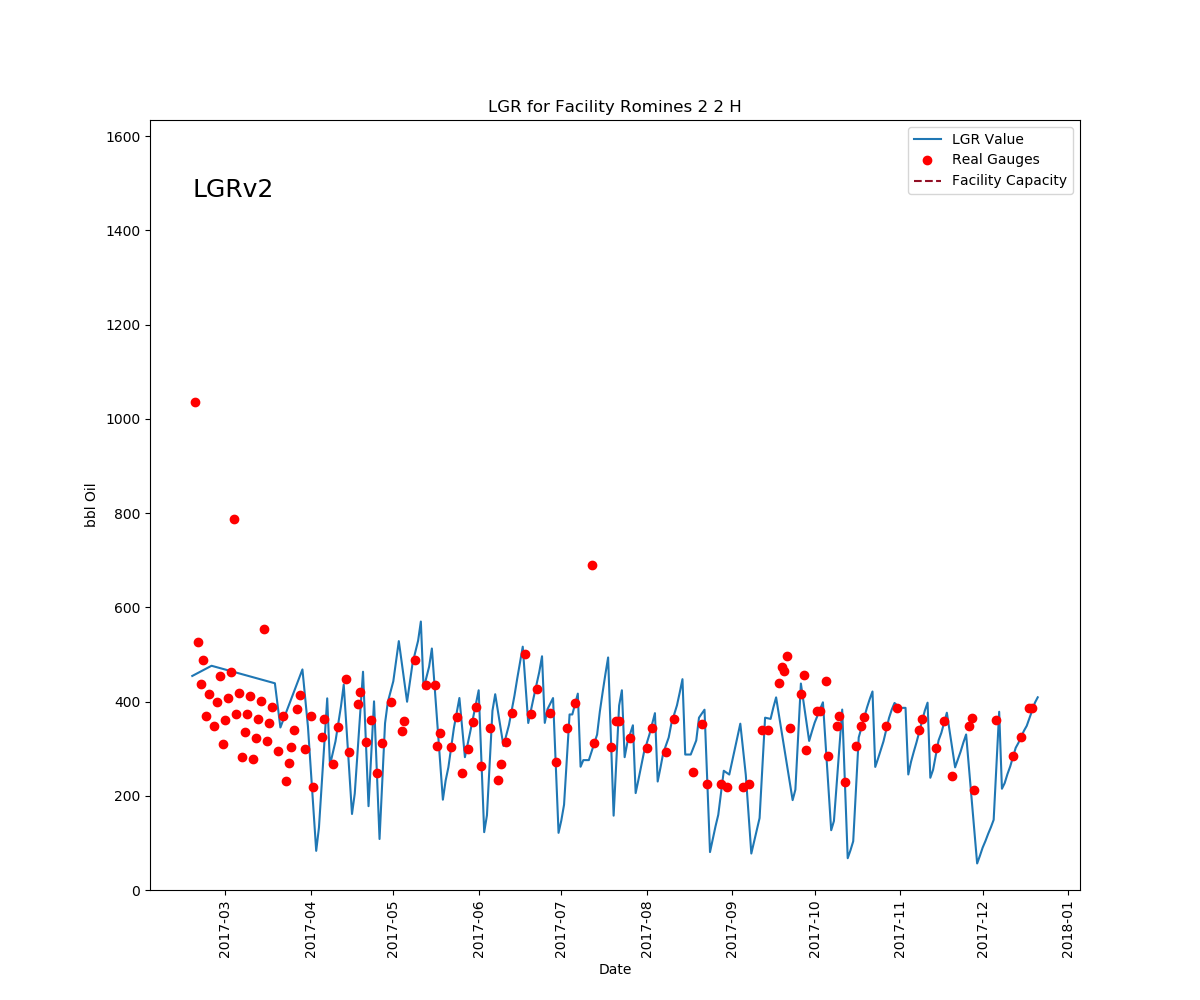 LGR for Facility Romines 2 2 H
LGRv2
LGR Value
Real Gauges
Facility Capacity
1600
1400
1200
1000
800
600
400
200
0
bbl Oil
2017-03
2017-04
2017-05
2017-06
2017-07
2017-08
2017-09
2017-10
2017-11
2017-12
2018-01
Date